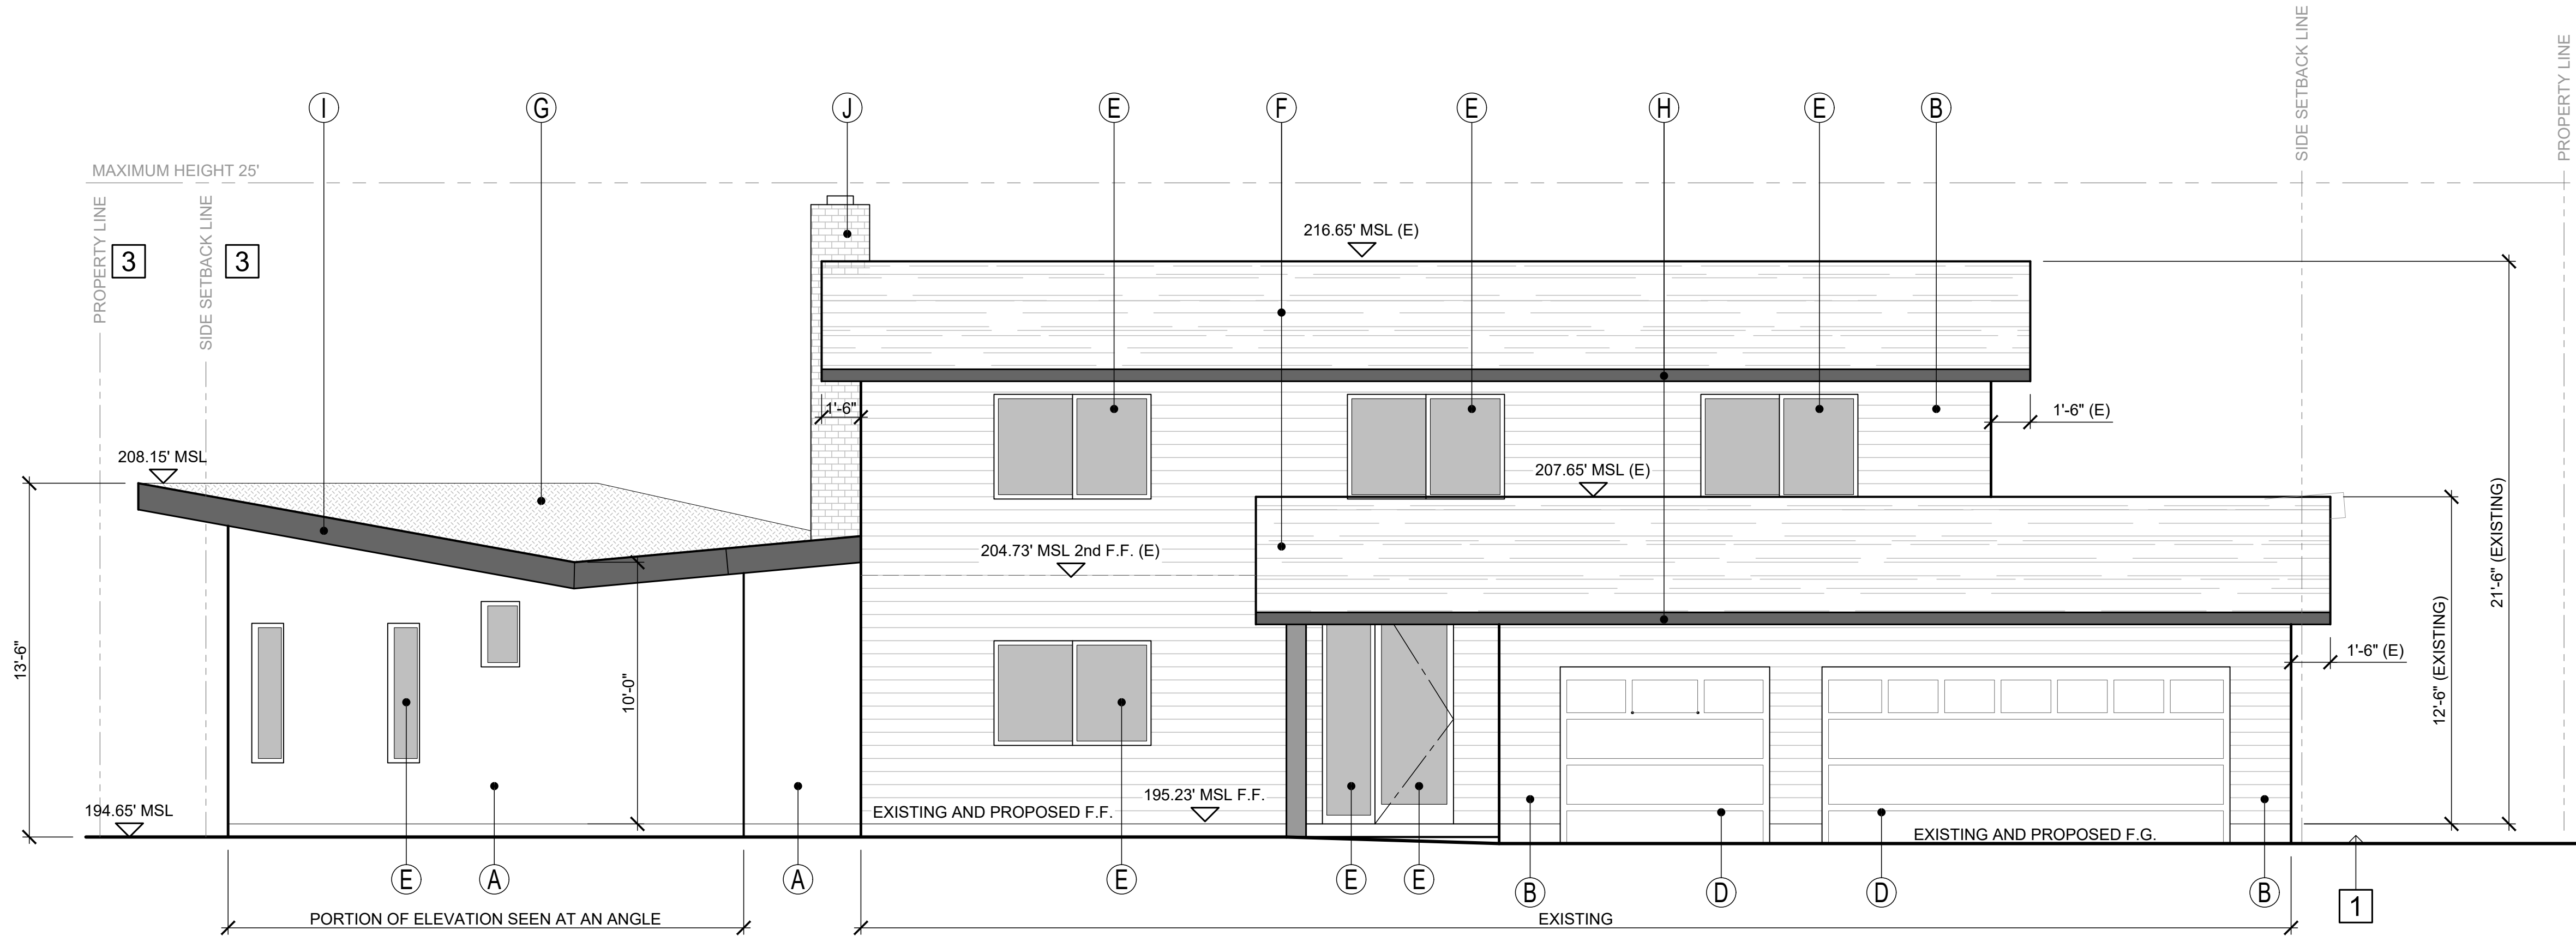 SIDE SETBACK LINE
PROPERTY LINE
I
G
J
E
F
E
H
E
B
MAXIMUM HEIGHT 25'
PROPERTY LINE
3
SIDE SETBACK LINE
3
216.65' MSL (E)
1'-6"
1'-6" (E)
208.15' MSL
207.65' MSL (E)
21'-6" (EXISTING)
204.73' MSL 2nd F.F. (E)
13'-6"
10'-0"
12'-6" (EXISTING)
1'-6" (E)
194.65' MSL
EXISTING AND PROPOSED F.F.
195.23' MSL F.F.
EXISTING AND PROPOSED F.G.
E
A
A
E
E
E
B
D
D
B
1
PORTION OF ELEVATION SEEN AT AN ANGLE
EXISTING